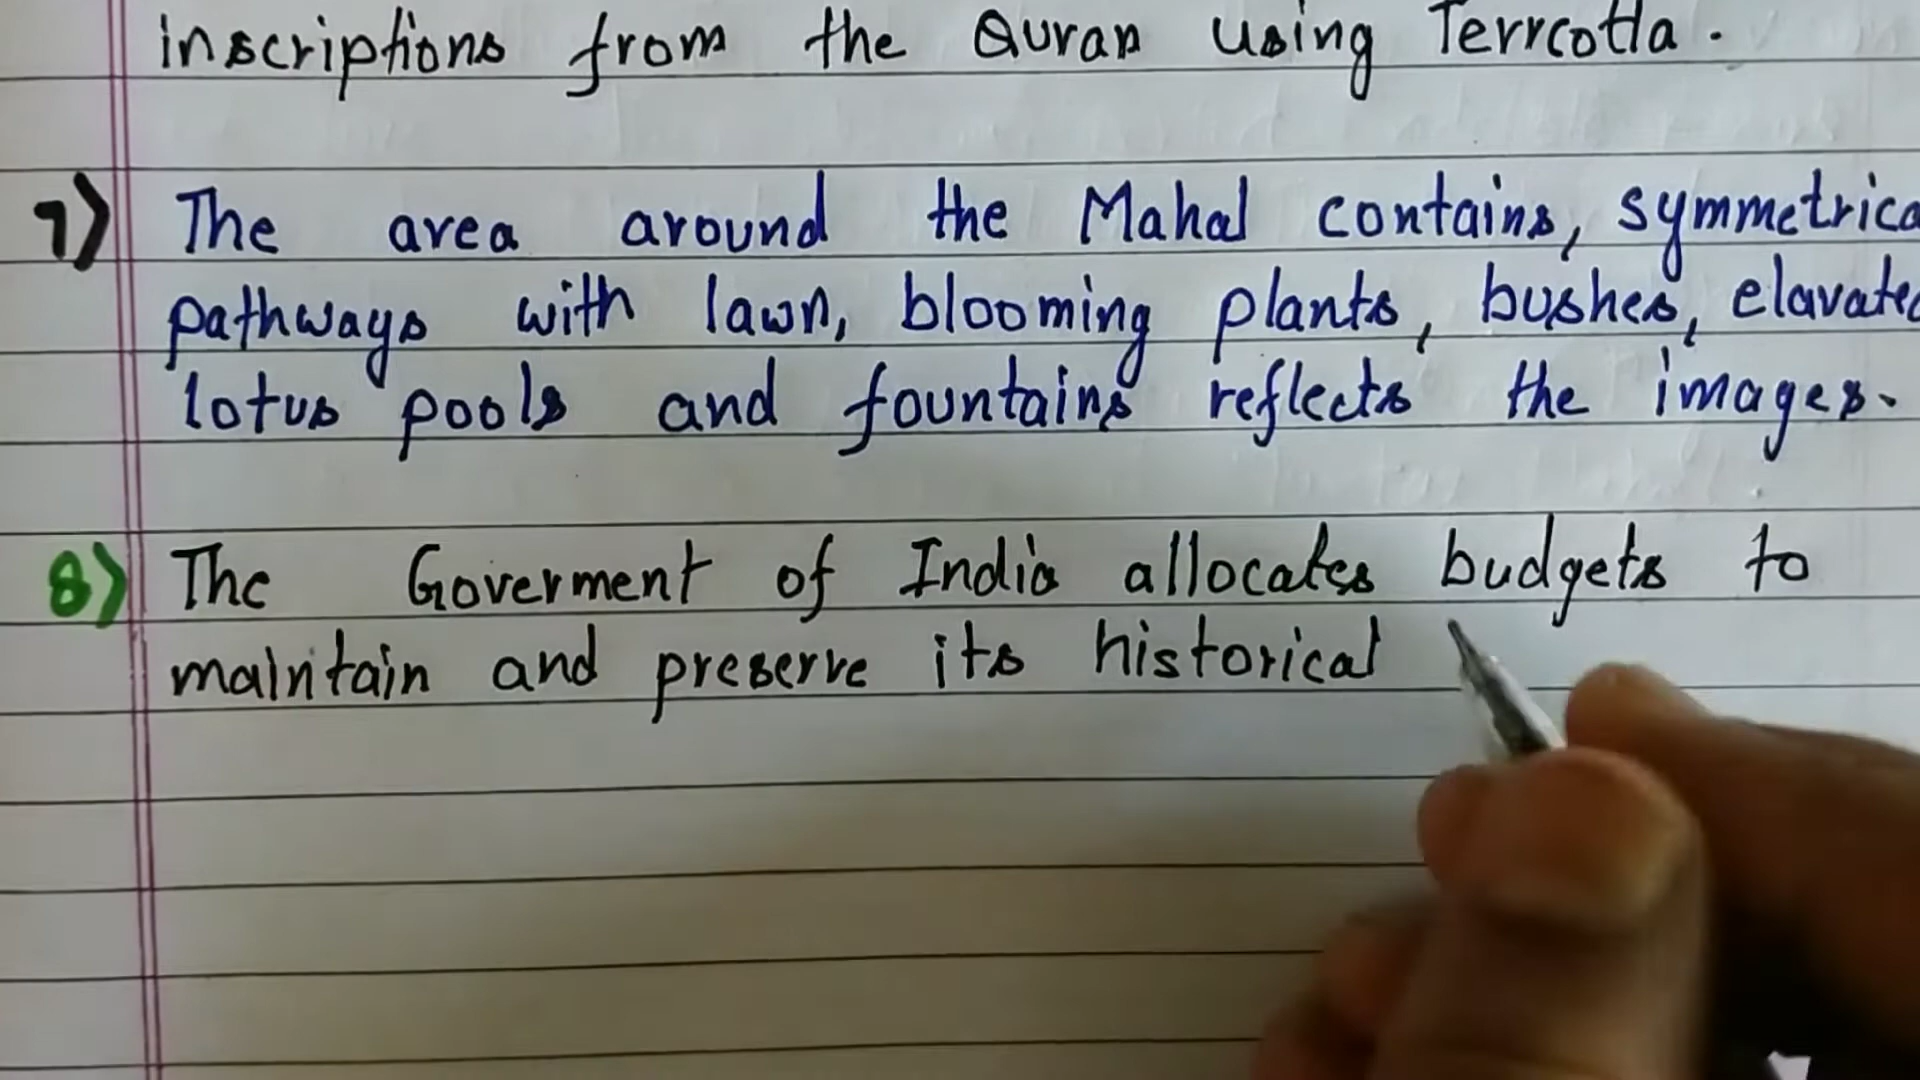 inscriptions from the Quran using Terrcotta.
7) The area around the Mahal contains, symmetrica
pathways with lawn, blooming plants, bushes, elavated
lotus pools and fountains reflects the images.
8) The Goverment of India allocates budgets to
maintain and preserve its historical